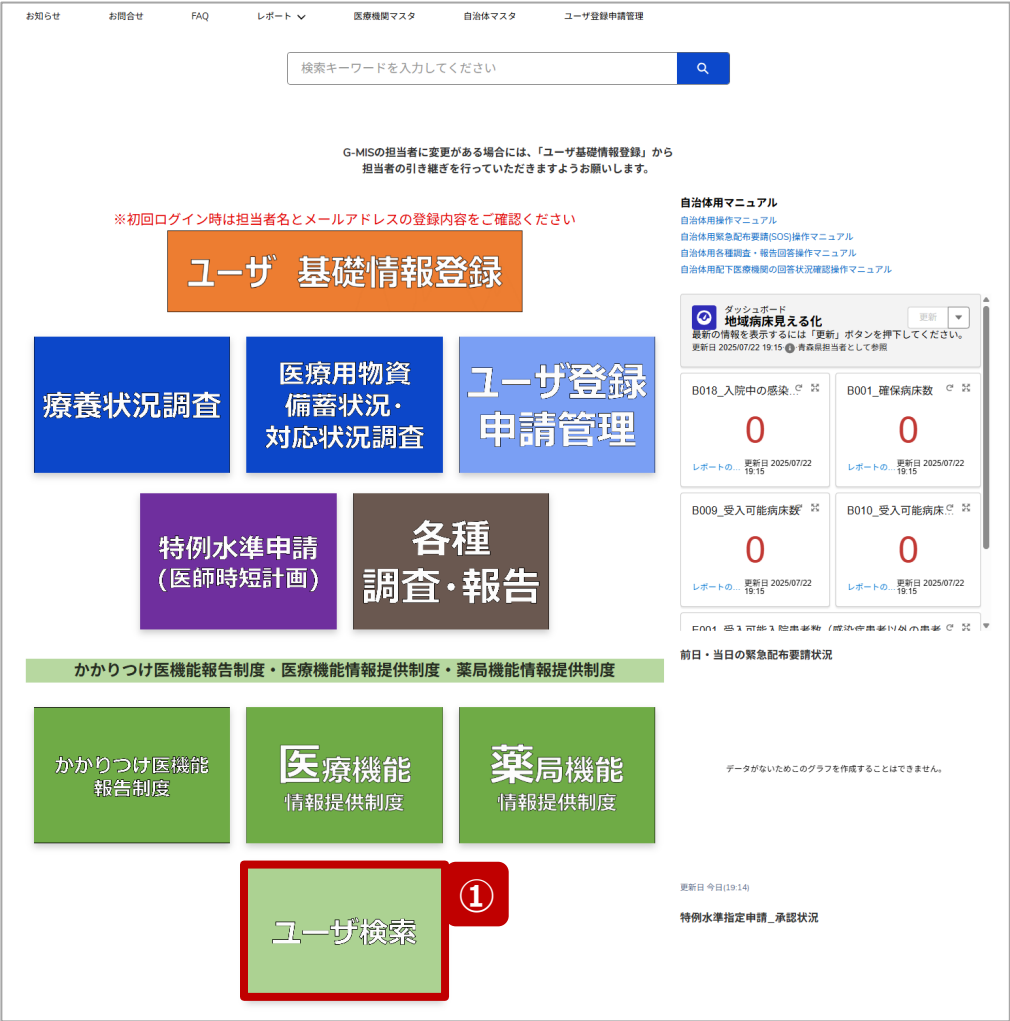 お知らせ
お問合せ
FAQ
レポート
医療機関マスタ
自治体マスタ
ユーザ登録申請管理
検索キーワードを入力してください
G-MISの担当者に変更がある場合には、「ユーザ基礎情報登録」から
担当者の引き継ぎを行っていただきますようお願いします。
※初回ログイン時は担当者名とメールアドレスの登録内容をご確認ください
ユーザ 基礎情報登録
療養状況調査
医療用物資
備蓄状況・
対応状況調査
ユーザ登録
申請管理
特例水準申請
(医師時短計画)
各種
調査・報告
かかりつけ医機能報告制度・医療機能情報提供制度・薬局機能情報提供制度
かかりつけ医機能
報告制度
医療機能
情報提供制度
薬局機能
情報提供制度
ユーザ検索
①
自治体用マニュアル
自治体用操作マニュアル
自治体用緊急配布要請(SOS)操作マニュアル
自治体用各種調査・報告回答操作マニュアル
自治体用配下医療機関の回答状況確認操作マニュアル
ダッシュボード
地域病床見える化
更新
最新の情報を表示するには「更新」ボタンを押下してください。
更新日 2025/07/22 19:15 青森県担当者として参照
B018_入院中の感染...
0
レポートの... 更新日 2025/07/22
19:15
B001_確保病床数
0
レポートの... 更新日 2025/07/22
19:15
B009_受入可能病床数
0
レポートの... 更新日 2025/07/22
19:15
B010_受入可能病床...
0
レポートの... 更新日 2025/07/22
19:15
E001_受入可能入院患者数（感染症患者以外の患者
前日・当日の緊急配布要請状況
データがないためこのグラフを作成することはできません。
更新日 今日(19:14)
特例水準指定申請_承認状況